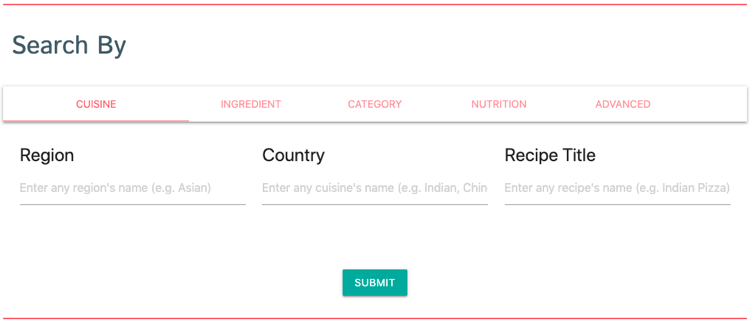 Search By
CUISINE INGREDIENT CATEGORY NUTRITION ADVANCED
Region Country Recipe Title
Enter any region's name (e.g. Asian) Enter any cuisine's name (e.g. Indian, Chin Enter any recipe's name (e.g. Indian Pizza)
SUBMIT